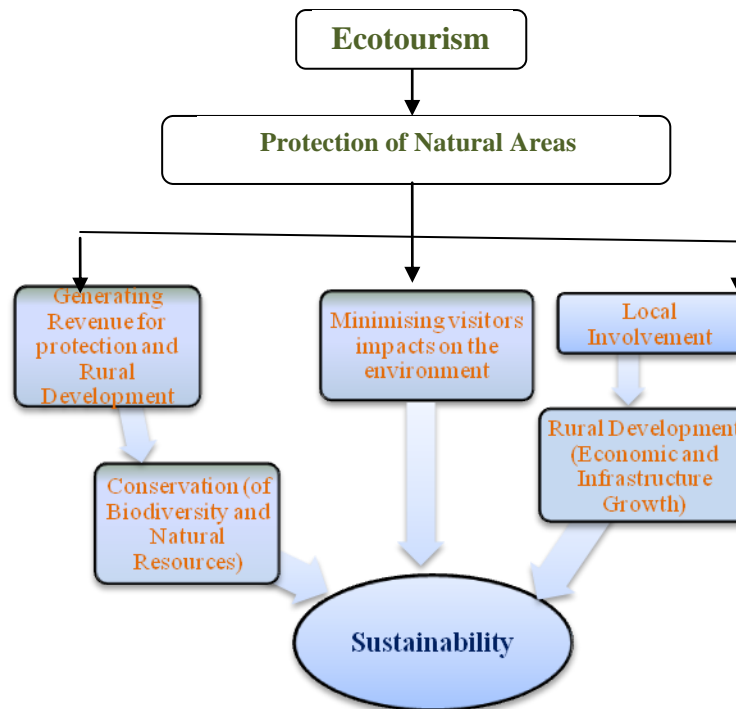 Ecotourism
Protection of Natural Areas
Generating
Revenue for
protection and
Rural
Development
Minimising visitors
impacts on the
environment
Local
Involvement
Conservation (of
Biodiversity and
Natural
Resources)
Rural Development
(Economic and
Infrastructure
Growth)
Sustainability